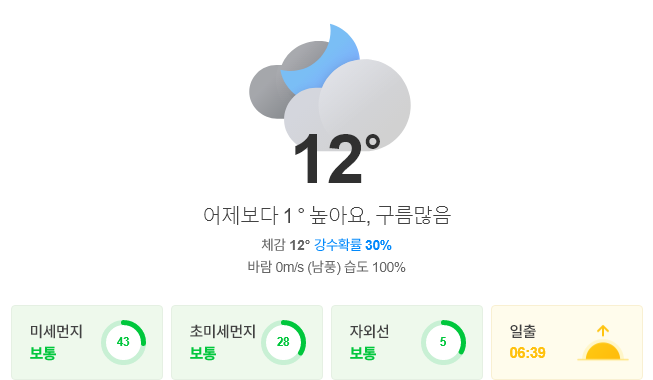 12°
어제보다 1 ° 높아요, 구름많음
체감 12° 강수확률 30%
바람 0m/s (남풍) 습도 100%
미세먼지
보통
43
초미세먼지
보통
28
자외선
보통
5
일출
06:39